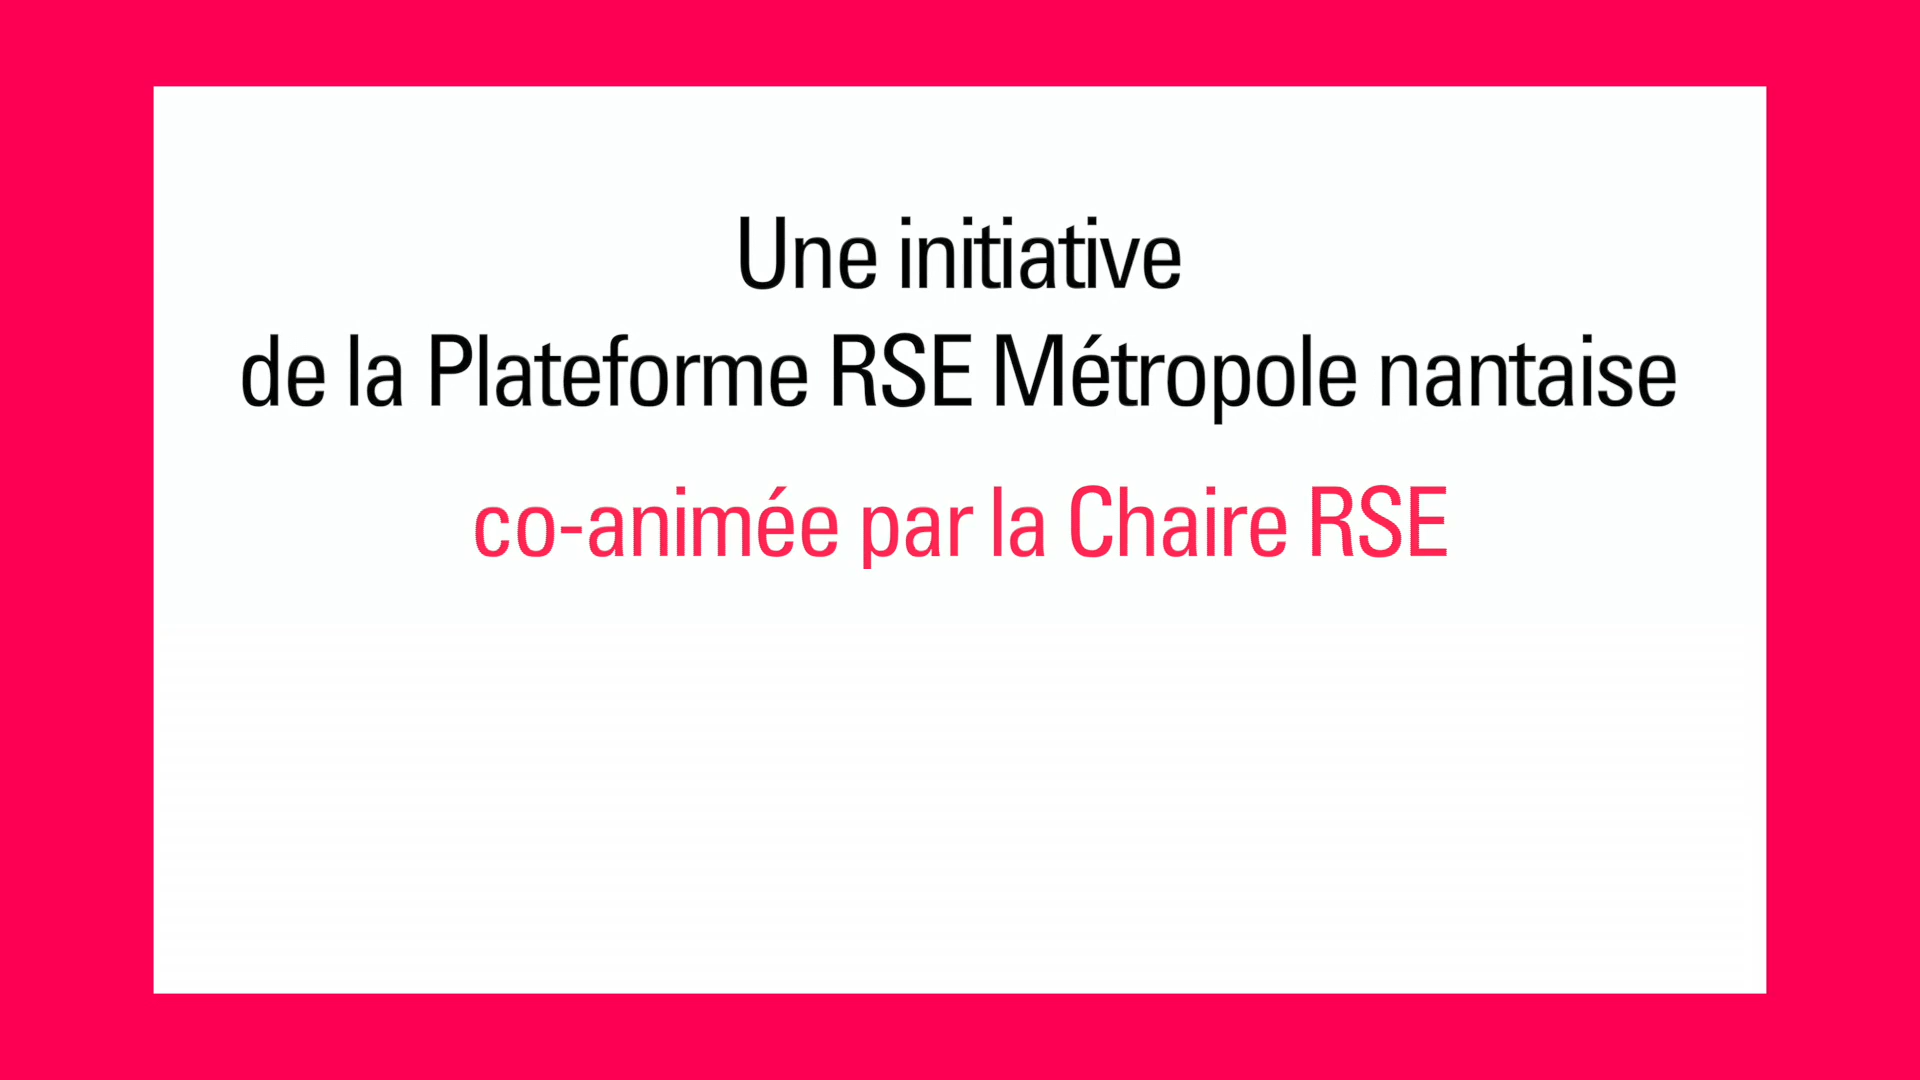 Une initiative
de la Plateforme RSE Métropole nantaise
co-animée par la Chaire RSE